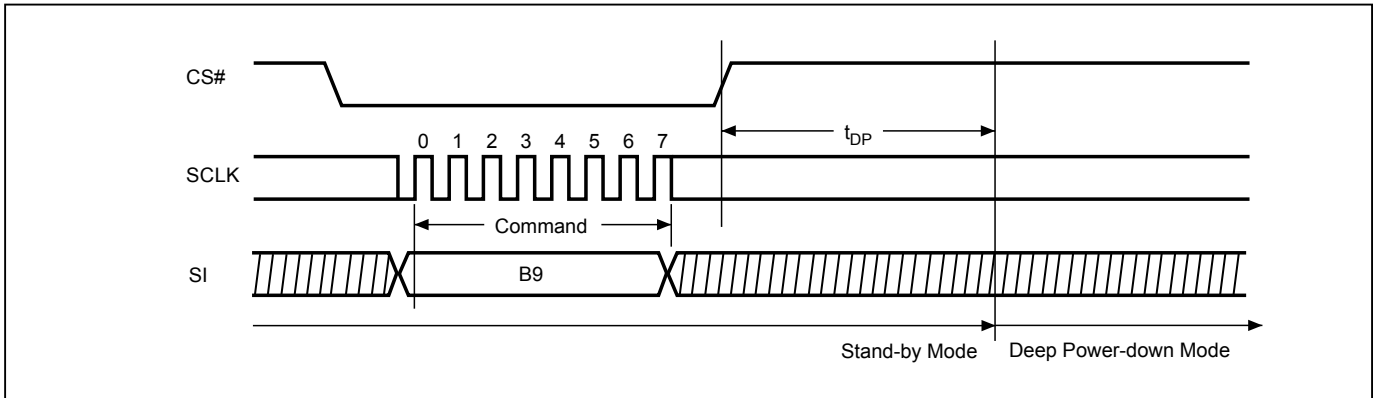 CS#
t_DP
0 1 2 3 4 5 6 7
SCLK
Command
SI
B9
Stand-by Mode
Deep Power-down Mode